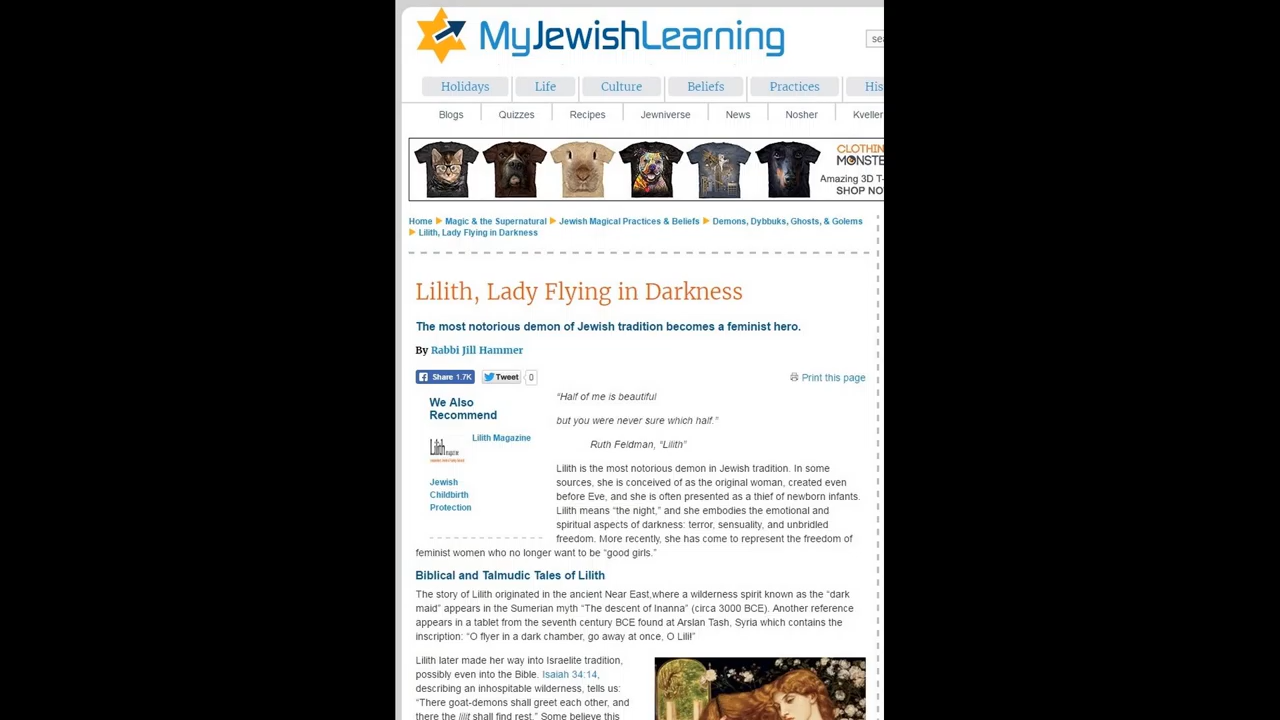 MyJewishLearning
Holidays Life Culture Beliefs Practices His
Blogs Quizzes Recipes Jewniverse News Nosher Kveller
CLOTHIN
MONSTE
Amazing 3D T-
SHOP NO
Home Magic & the Supernatural Jewish Magical Practices & Beliefs Demons, Dybbuks, Ghosts, & Golems
Lilith, Lady Flying in Darkness
Lilith, Lady Flying in Darkness
The most notorious demon of Jewish tradition becomes a feminist hero.
By Rabbi Jill Hammer
Share 1.7K Tweet 0 Print this page
We Also
Recommend
Lilith
Lilith Magazine
Jewish
Childbirth
Protection
“Half of me is beautiful
but you were never sure which half.”
Ruth Feldman, “Lilith”
Lilith is the most notorious demon in Jewish tradition. In some
sources, she is conceived of as the original woman, created even
before Eve, and she is often presented as a thief of newborn infants.
Lilith means “the night,” and she embodies the emotional and
spiritual aspects of darkness: terror, sensuality, and unbridled
freedom. More recently, she has come to represent the freedom of
feminist women who no longer want to be “good girls.”
Biblical and Talmudic Tales of Lilith
The story of Lilith originated in the ancient Near East,where a wilderness spirit known as the “dark
maid” appears in the Sumerian myth “The descent of Inanna” (circa 3000 BCE). Another reference
appears in a tablet from the seventh century BCE found at Arslan Tash, Syria which contains the
inscription: “O flyer in a dark chamber, go away at once, O Lili!”
Lilith later made her way into Israelite tradition,
possibly even into the Bible. Isaiah 34:14,
describing an inhospitable wilderness, tells us:
“There goat-demons shall greet each other, and
there the lilit shall find rest.” Some believe this